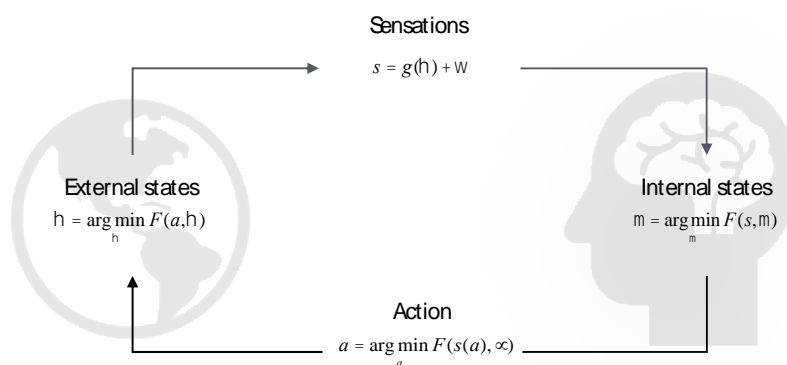 Sensations
s = g(h) + W
External states
h = arg min F(a,h)
h
Internal states
m = arg min F(s,m)
m
Action
a = arg min F(s(a), ∞)
a